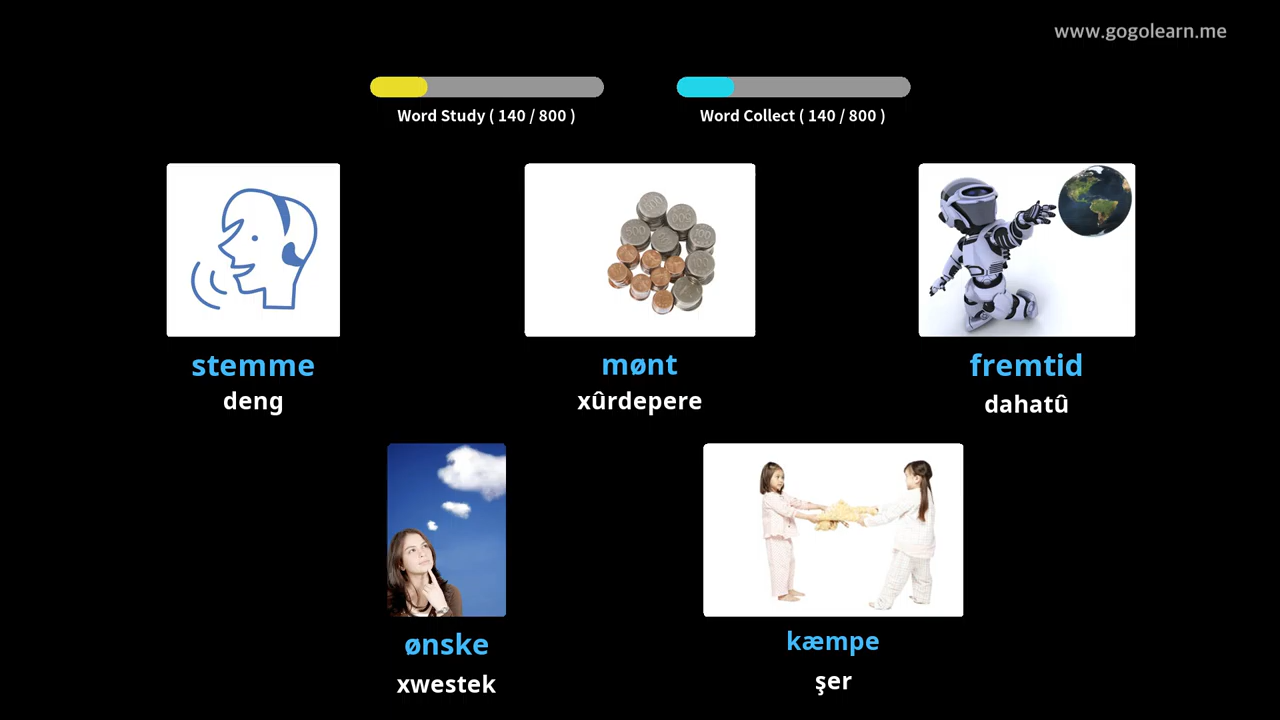 www.gogolearn.me
Word Study ( 140 / 800 )
Word Collect ( 140 / 800 )
stemme
deng
mønt
xûrdepere
fremtid
dahatû
ønske
xwestek
kæmpe
şer